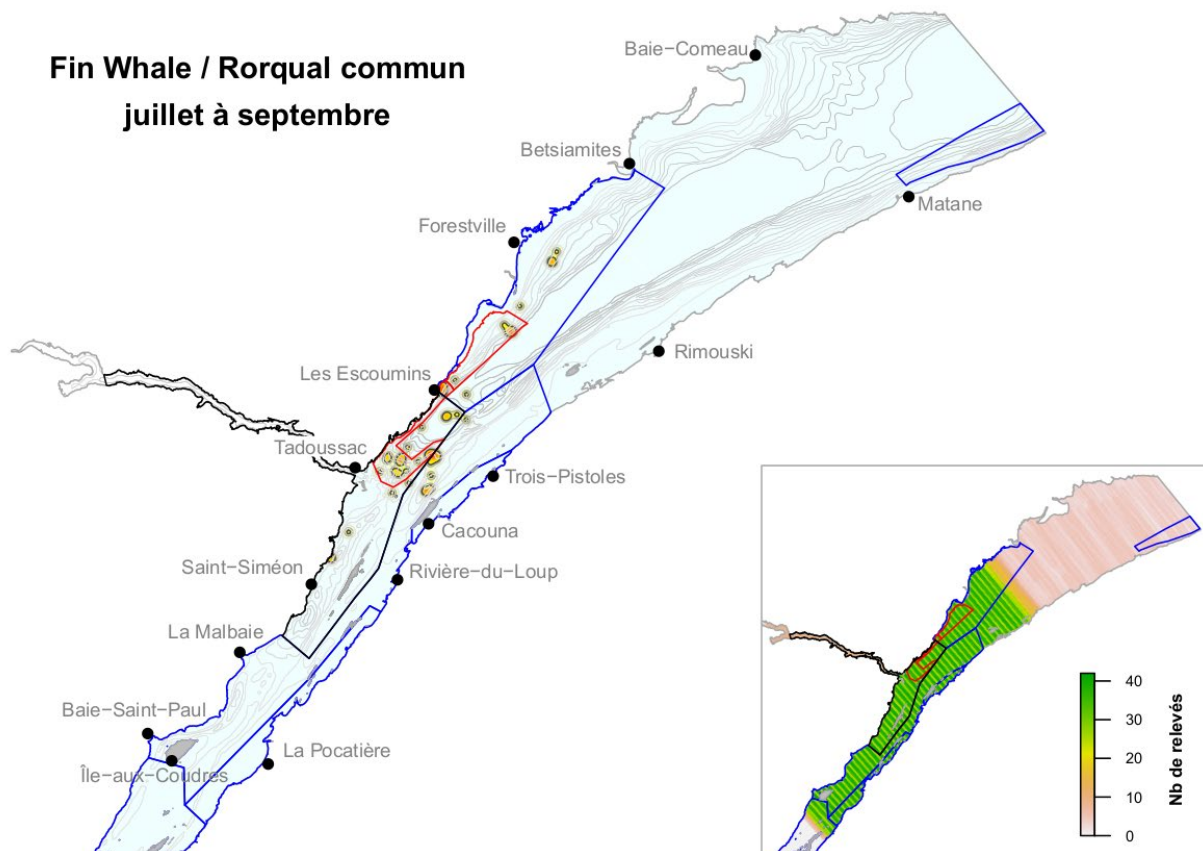 Fin Whale / Rorqual commun
juillet à septembre
Baie−Comeau
Betsiamites
Matane
Forestville
Rimouski
Les Escoumins
Tadoussac
Trois−Pistoles
Cacouna
Saint−Siméon
Rivière−du−Loup
La Malbaie
Baie−Saint−Paul
La Pocatière
Île−aux−Coudres
40
30
20
10
0
Nb de relevés